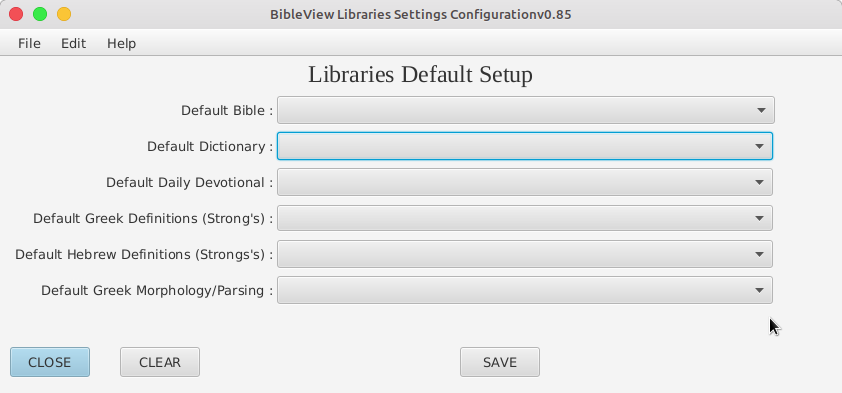 BibleView Libraries Settings Configurationv0.85
File Edit Help
Libraries Default Setup
Default Bible :
Default Dictionary :
Default Daily Devotional :
Default Greek Definitions (Strong's) :
Default Hebrew Definitions (Strongs's) :
Default Greek Morphology/Parsing :
CLOSE CLEAR SAVE